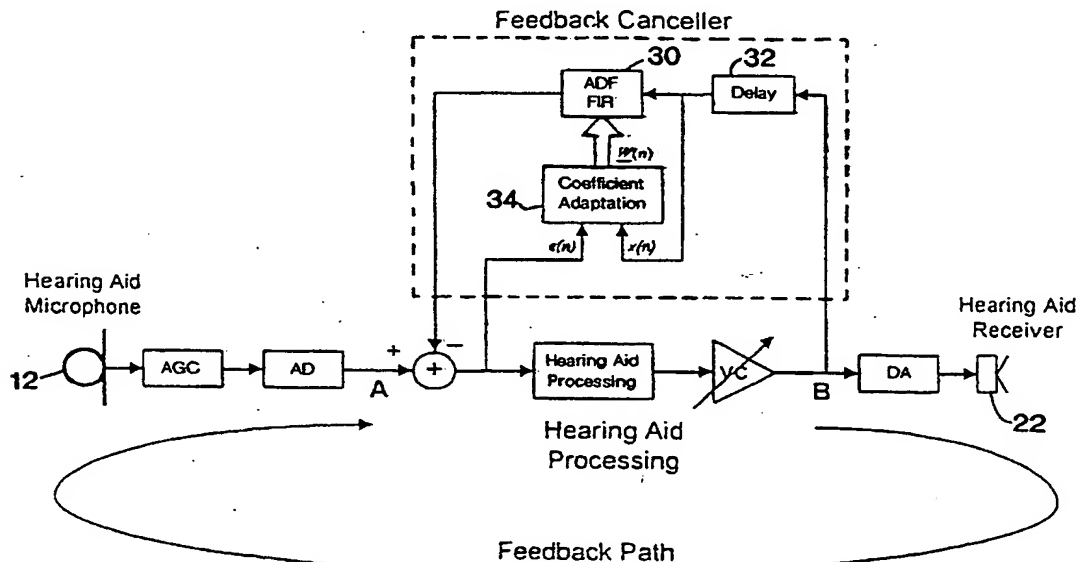 Feedback Canceller
30
32
ADF
FIR
Delay
W(n)
34
Coefficient
Adaptation
e(n)
x(n)
Hearing Aid
Microphone
Hearing Aid
Receiver
12
AGC
AD
+
A
−
+
Hearing Aid
Processing
VC
B
DA
22
Hearing Aid
Processing
Feedback Path